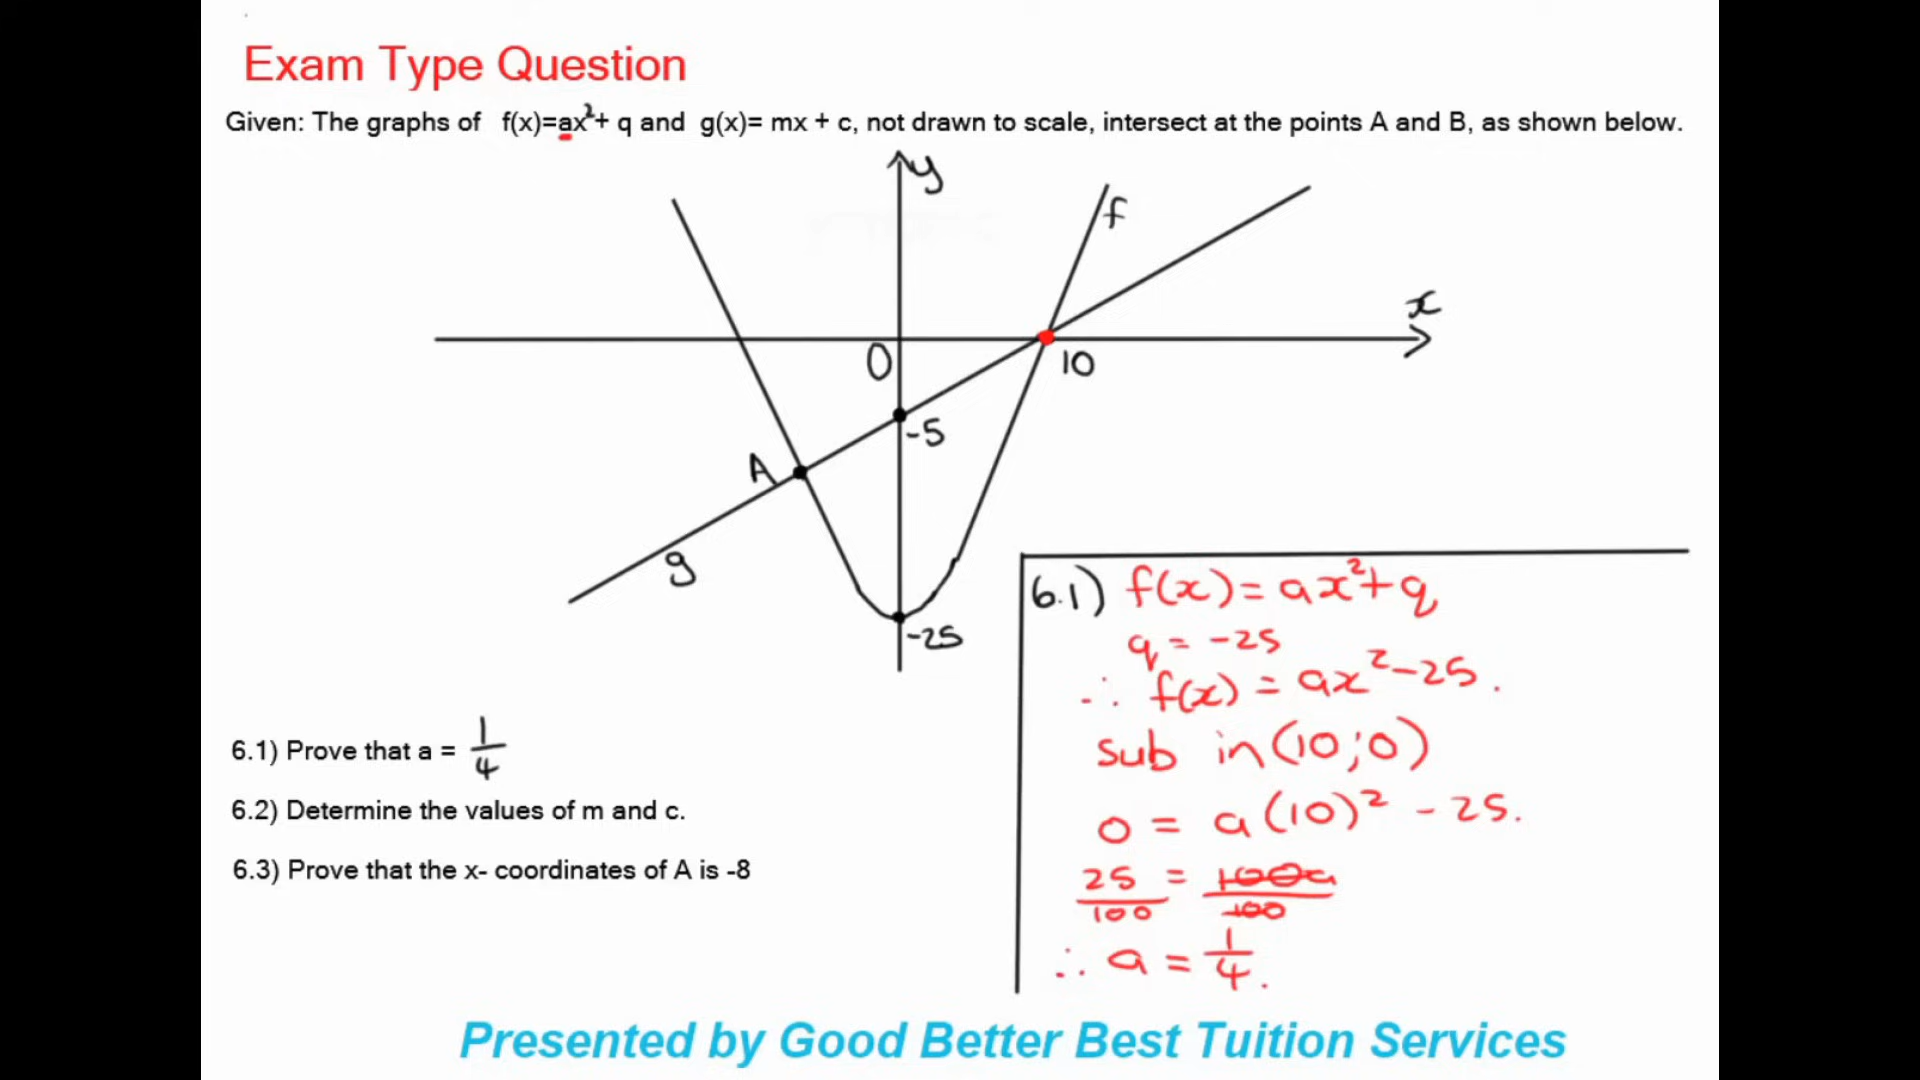 Exam Type Question
Given: The graphs of f(x)=ax²+ q and g(x)= mx + c, not drawn to scale, intersect at the points A and B, as shown below.
y
f
x
0
10
-5
A
g
-25
6.1) Prove that a = 1/4
6.2) Determine the values of m and c.
6.3) Prove that the x- coordinates of A is -8
6.1) f(x) = ax²+ q
q = -25
∴ f(x) = ax²-25.
sub in (10;0)
0 = a(10)² - 25.
25/100 = 100a/100
∴ a = 1/4.
Presented by Good Better Best Tuition Services